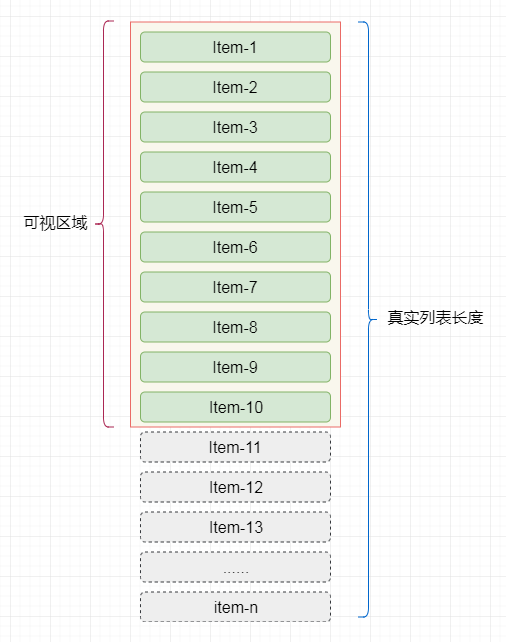 Item-1
Item-2
Item-3
Item-4
Item-5
可视区域
Item-6
Item-7
真实列表长度
Item-8
Item-9
Item-10
Item-11
Item-12
Item-13
......
item-n